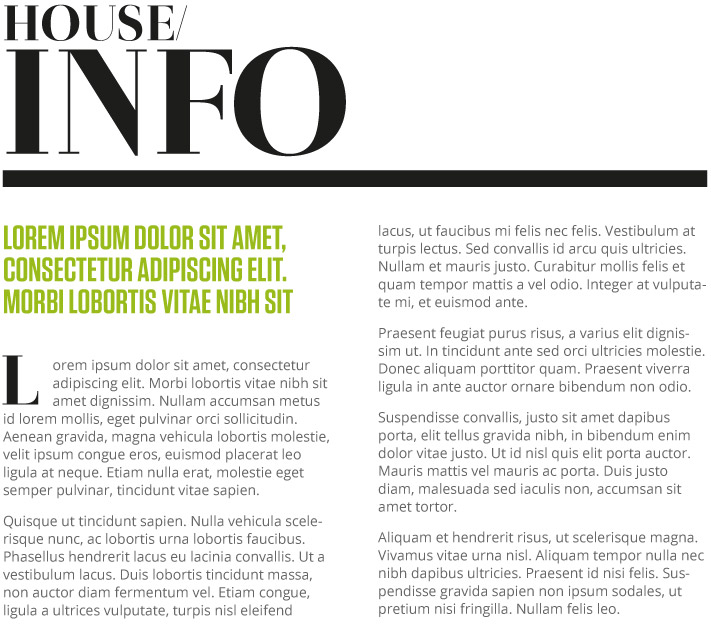 HOUSE/
INFO
LOREM IPSUM DOLOR SIT AMET,
CONSECTETUR ADIPISCING ELIT.
MORBI LOBORTIS VITAE NIBH SIT
Lorem ipsum dolor sit amet, consectetur
adipiscing elit. Morbi lobortis vitae nibh sit
amet dignissim. Nullam accumsan metus
id lorem mollis, eget pulvinar orci sollicitudin.
Aenean gravida, magna vehicula lobortis molestie,
velit ipsum congue eros, euismod placerat leo
ligula at neque. Etiam nulla erat, molestie eget
semper pulvinar, tincidunt vitae sapien.
Quisque ut tincidunt sapien. Nulla vehicula scele-
risque nunc, ac lobortis urna lobortis faucibus.
Phasellus hendrerit lacus eu lacinia convallis. Ut a
vestibulum lacus. Duis lobortis tincidunt massa,
non auctor diam fermentum vel. Etiam congue,
ligula a ultrices vulputate, turpis nisl eleifend
lacus, ut faucibus mi felis nec felis. Vestibulum at
turpis lectus. Sed convallis id arcu quis ultricies.
Nullam et mauris justo. Curabitur mollis felis et
quam tempor mattis a vel odio. Integer at vulputa-
te mi, et euismod ante.
Praesent feugiat purus risus, a varius elit dignis-
sim ut. In tincidunt ante sed orci ultricies molestie.
Donec aliquam porttitor quam. Praesent viverra
ligula in ante auctor ornare bibendum non odio.
Suspendisse convallis, justo sit amet dapibus
porta, elit tellus gravida nibh, in bibendum enim
dolor vitae justo. Ut id nisl quis elit porta auctor.
Mauris mattis vel mauris ac porta. Duis justo
diam, malesuada sed iaculis non, accumsan sit
amet tortor.
Aliquam et hendrerit risus, ut scelerisque magna.
Vivamus vitae urna nisl. Aliquam tempor nulla nec
nibh dapibus ultricies. Praesent id nisi felis. Sus-
pendisse gravida sapien non ipsum sodales, ut
pretium nisi fringilla. Nullam felis leo.